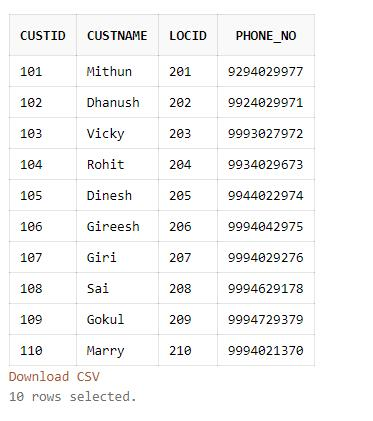 CUSTID CUSTNAME LOCID PHONE_NO
101 Mithun 201 9294029977
102 Dhanush 202 9924029971
103 Vicky 203 9993027972
104 Rohit 204 9934029673
105 Dinesh 205 9944022974
106 Gireesh 206 9994042975
107 Giri 207 9994029276
108 Sai 208 9994629178
109 Gokul 209 9994729379
110 Marry 210 9994021370
Download CSV
10 rows selected.